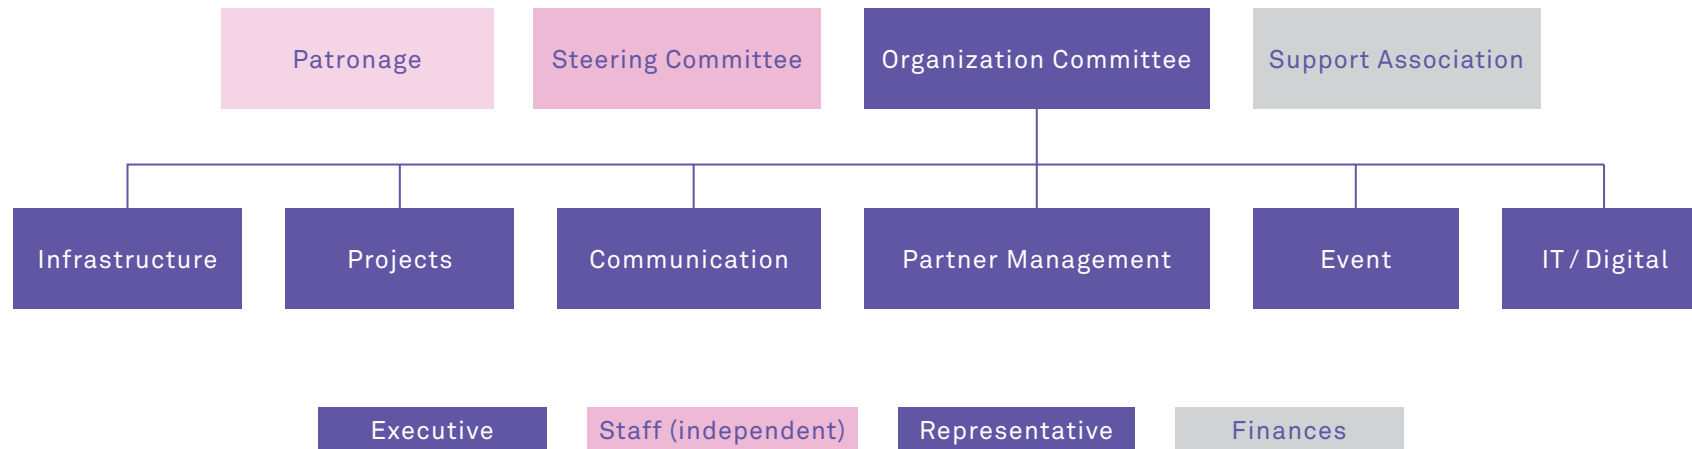 Patronage
Steering Committee
Organization Committee
Support Association
Infrastructure
Projects
Communication
Partner Management
Event
IT / Digital
Executive
Staff (independent)
Representative
Finances